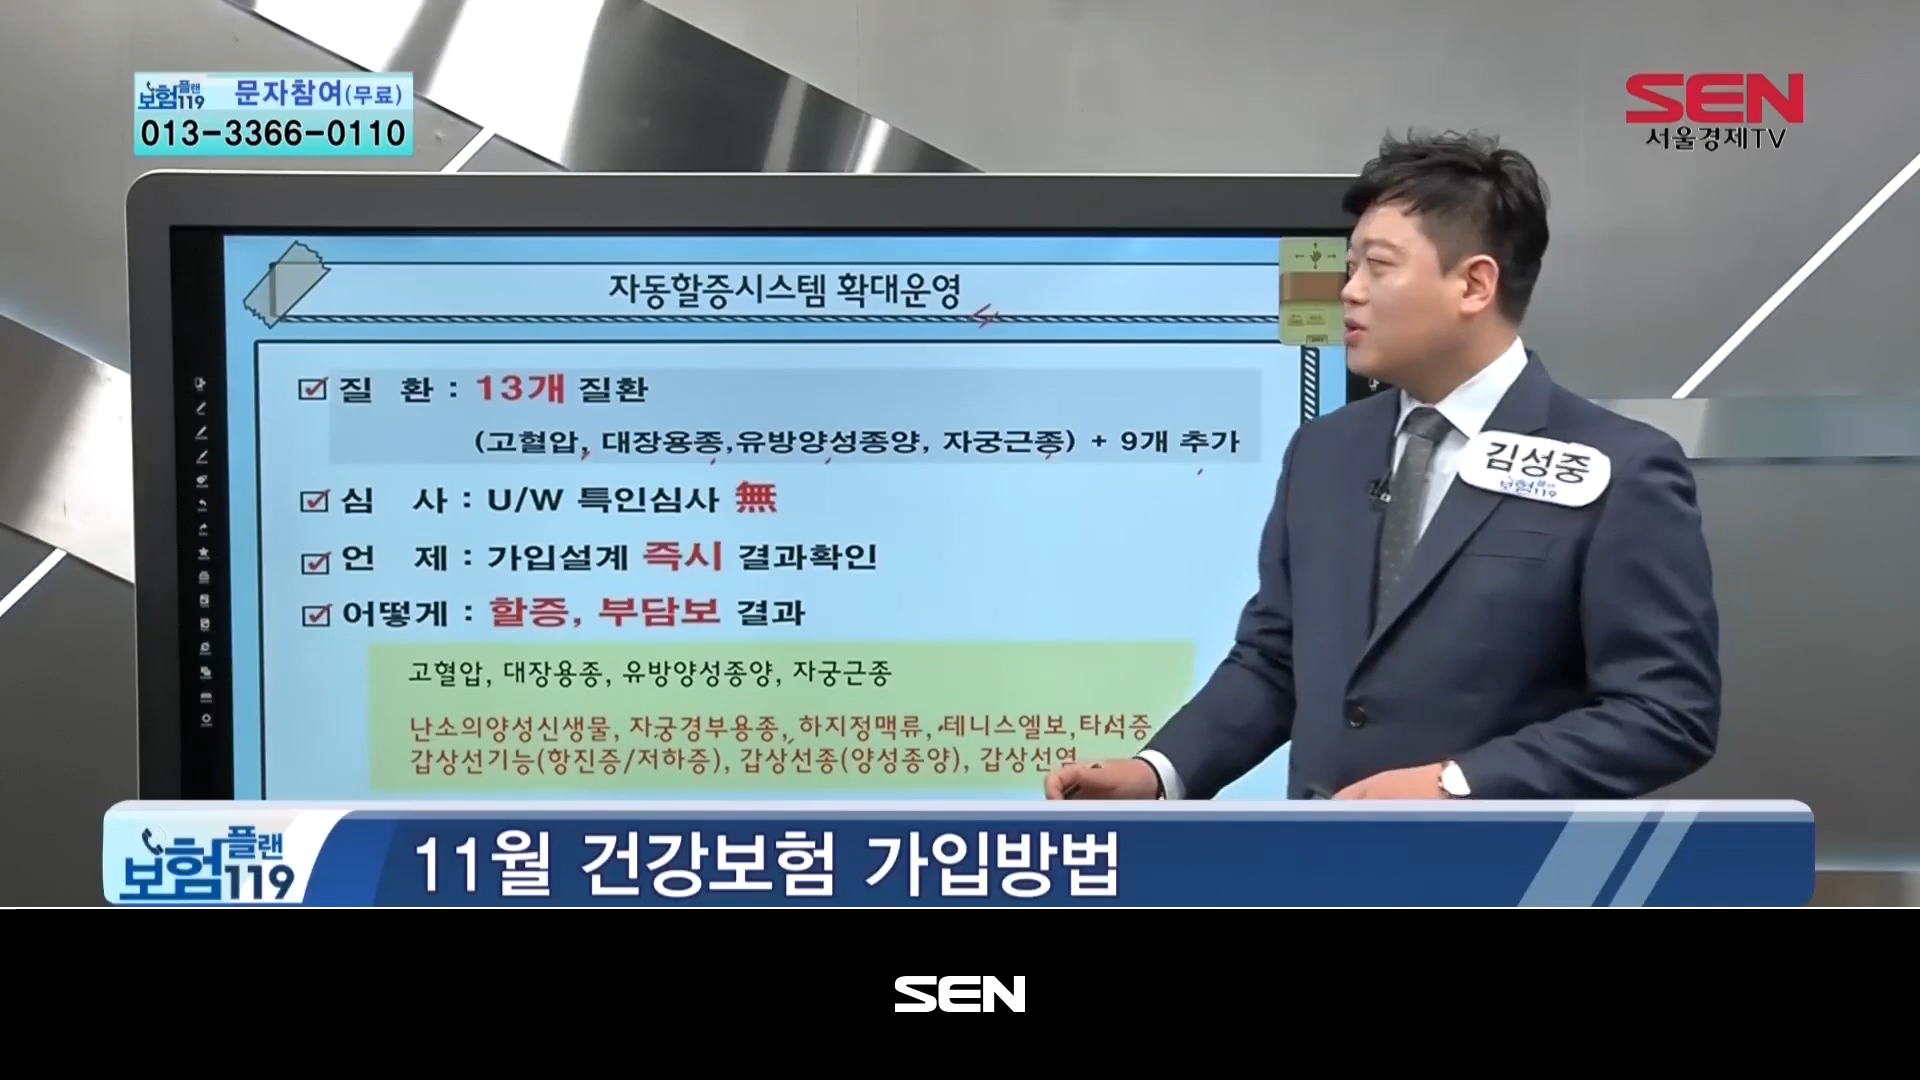 보험플랜119 문자참여(무료)
013-3366-0110
SEN
서울경제TV
자동할증시스템 확대운영
질 환 : 13개 질환
(고혈압, 대장용종,유방양성종양, 자궁근종) + 9개 추가
심 사 : U/W 특인심사 無
언 제 : 가입설계 즉시 결과확인
어떻게 : 할증, 부담보 결과
고혈압, 대장용종, 유방양성종양, 자궁근종
난소의양성신생물, 자궁경부용종, 하지정맥류, 테니스엘보,타석증
갑상선기능(항진증/저하증), 갑상선종(양성종양), 갑상선염
김성중
보험플랜119
보험플랜119
11월 건강보험 가입방법
SEN